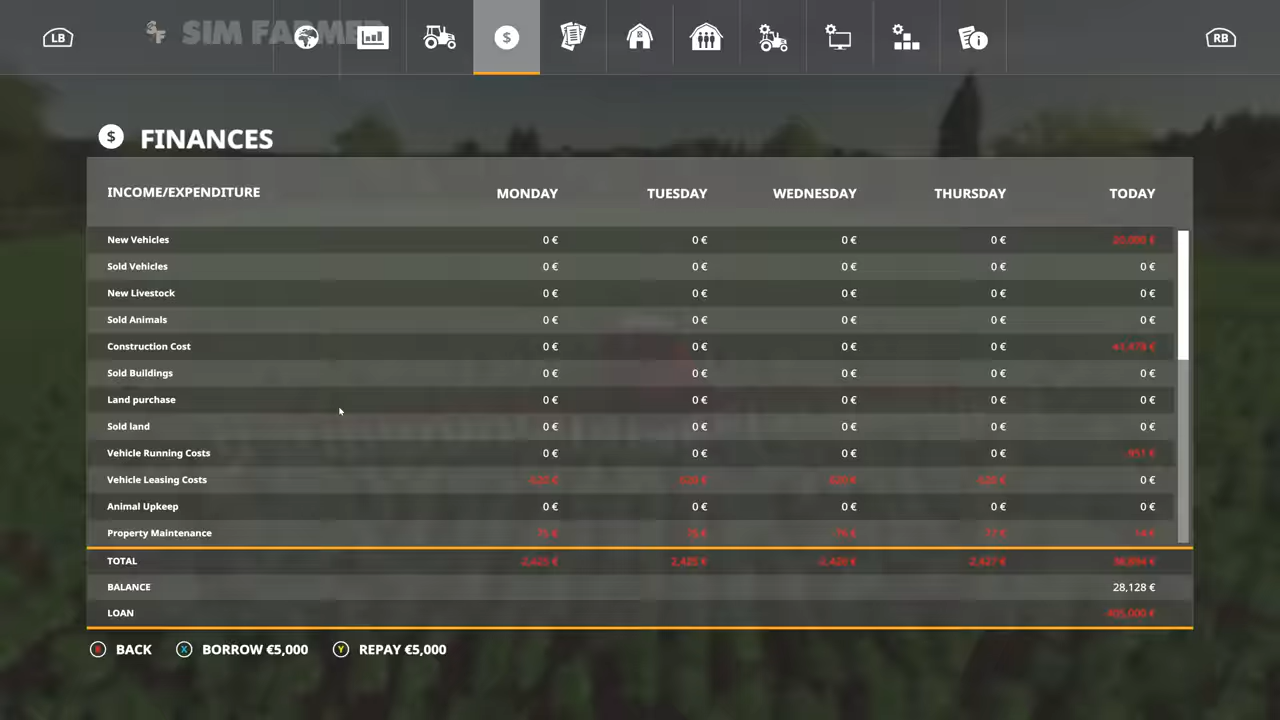 LB SIM FARMER RB
FINANCES
INCOME/EXPENDITURE MONDAY TUESDAY WEDNESDAY THURSDAY TODAY
New Vehicles 0 € 0 € 0 € 0 €
Sold Vehicles 0 € 0 € 0 € 0 € 0 €
New Livestock 0 € 0 € 0 € 0 € 0 €
Sold Animals 0 € 0 € 0 € 0 € 0 €
Construction Cost 0 € 0 € 0 € 0 €
Sold Buildings 0 € 0 € 0 € 0 € 0 €
Land purchase 0 € 0 € 0 € 0 € 0 €
Sold land 0 € 0 € 0 € 0 € 0 €
Vehicle Running Costs 0 € 0 € 0 € 0 €
Vehicle Leasing Costs 0 €
Animal Upkeep 0 € 0 € 0 € 0 € 0 €
Property Maintenance
TOTAL
BALANCE 28,128 €
LOAN
BACK X BORROW €5,000 Y REPAY €5,000